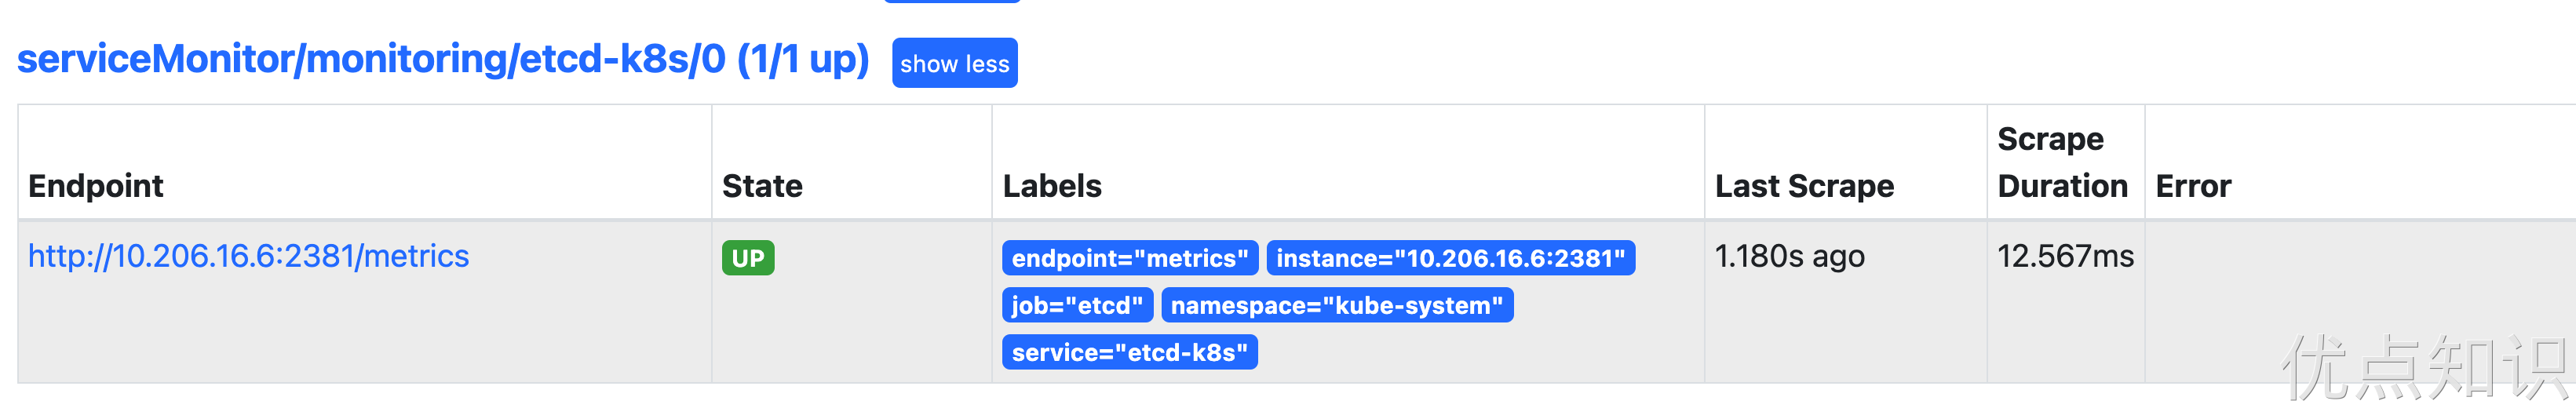 serviceMonitor/monitoring/etcd-k8s/0 (1/1 up) show less
Endpoint State Labels Last Scrape Scrape Duration Error
http://10.206.16.6:2381/metrics UP endpoint="metrics" instance="10.206.16.6:2381" 1.180s ago 12.567ms
job="etcd" namespace="kube-system"
service="etcd-k8s"
优点知识